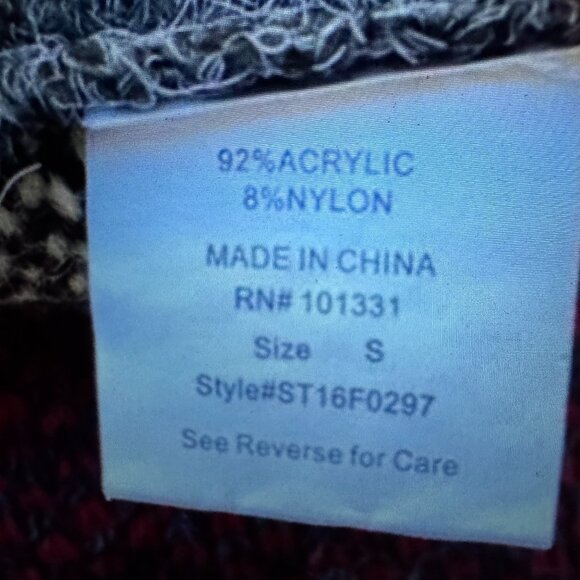 92%ACRYLIC
8%NYLON
MADE IN CHINA
RN# 101331
Size S
Style#ST16F0297
See Reverse for Care